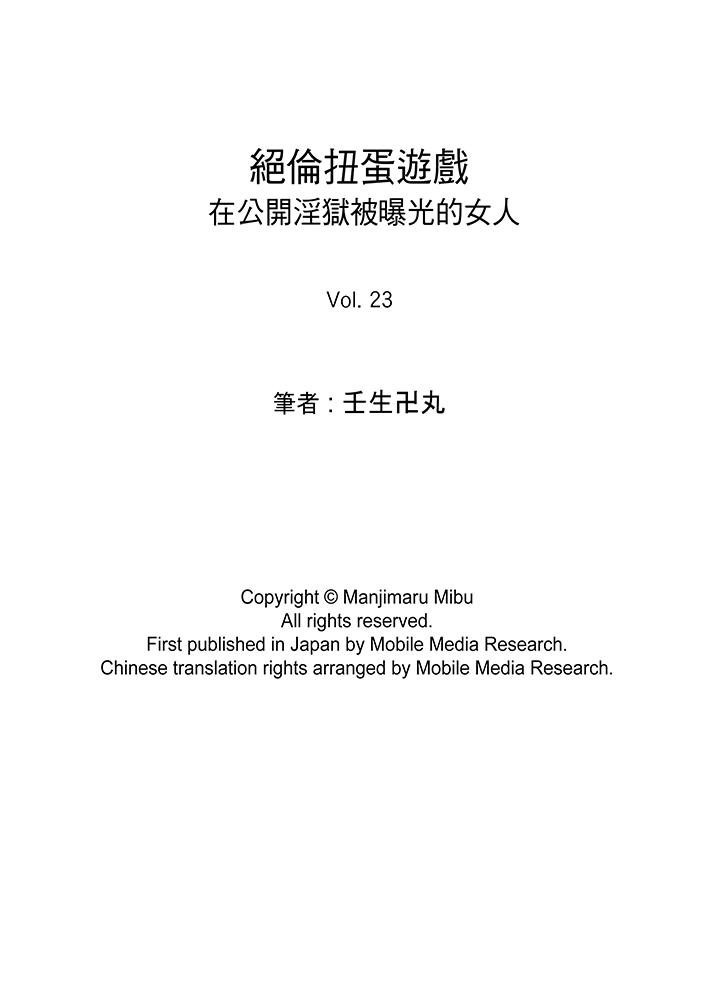 絕倫扭蛋遊戲
在公開淫獄被曝光的女人
Vol. 23
筆者：壬生卍丸
Copyright © Manjimaru Mibu
All rights reserved.
First published in Japan by Mobile Media Research.
Chinese translation rights arranged by Mobile Media Research.